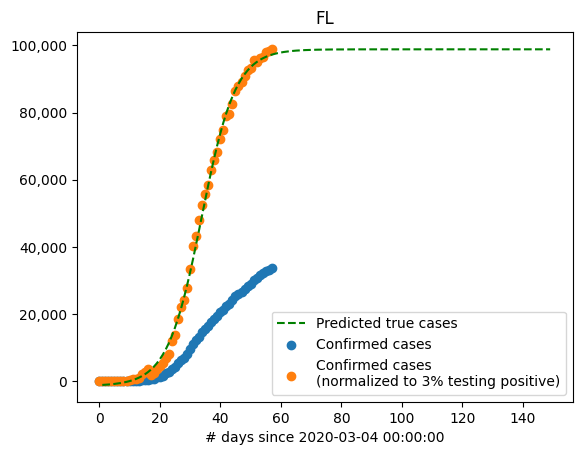 FL
100,000
80,000
60,000
40,000
20,000
0
Predicted true cases
Confirmed cases
Confirmed cases
(normalized to 3% testing positive)
0 20 40 60 80 100 120 140
# days since 2020-03-04 00:00:00